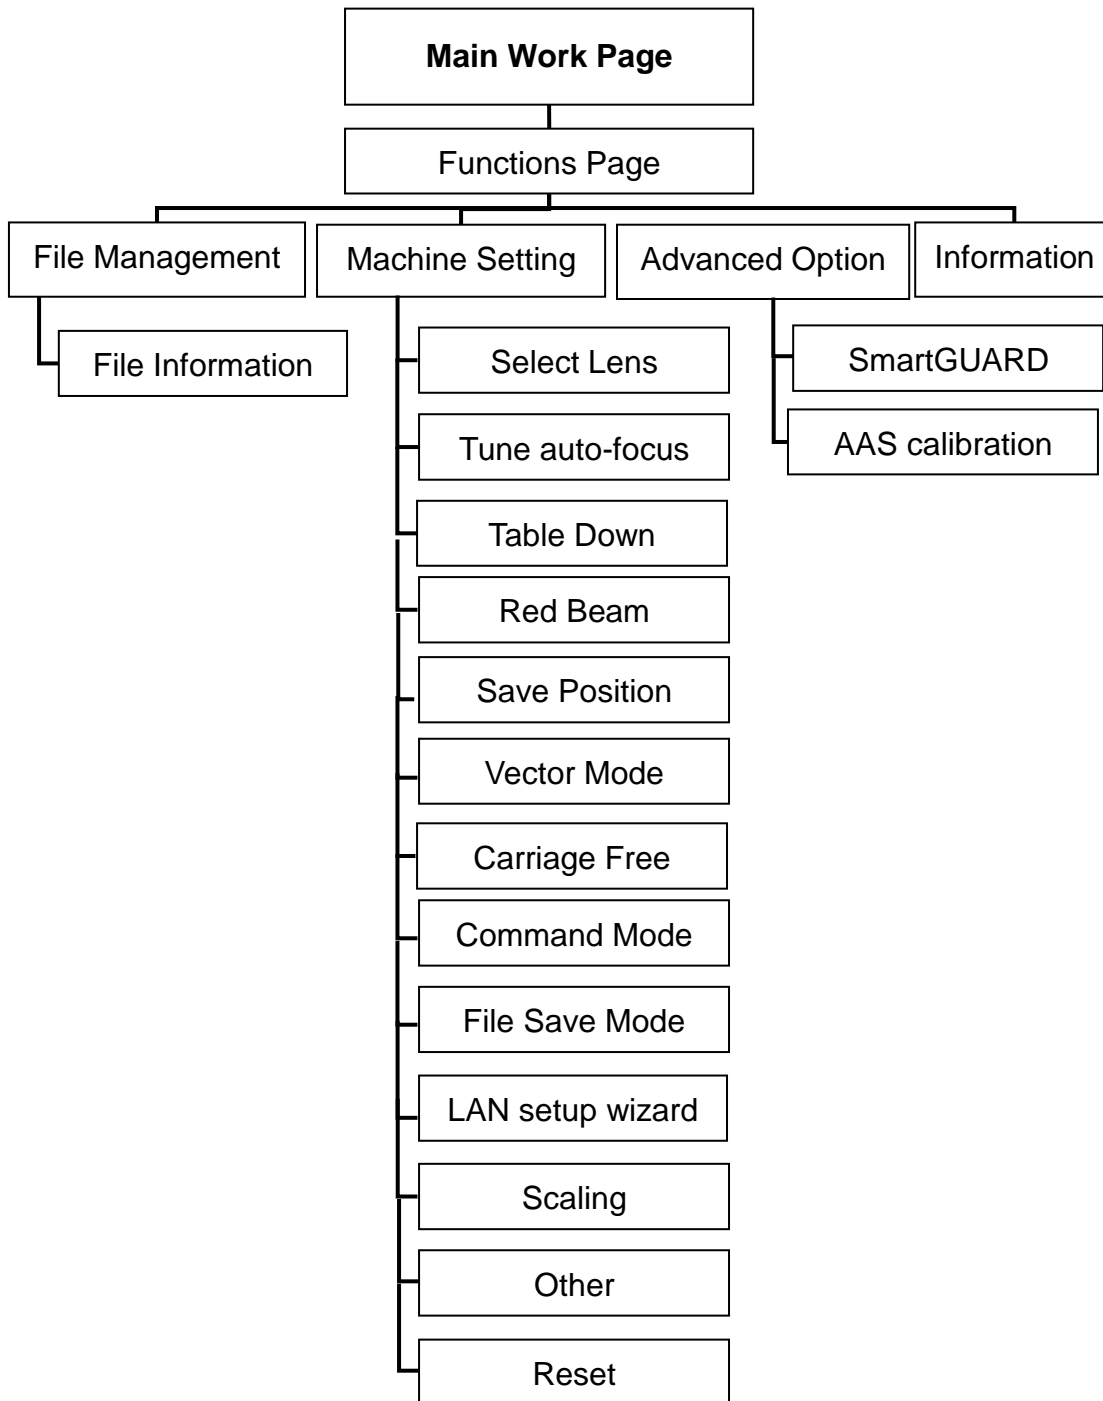 Main Work Page
Functions Page
File Management
Machine Setting
Advanced Option
Information
File Information
Select Lens
Tune auto-focus
Table Down
Red Beam
Save Position
Vector Mode
Carriage Free
Command Mode
File Save Mode
LAN setup wizard
Scaling
Other
Reset
SmartGUARD
AAS calibration